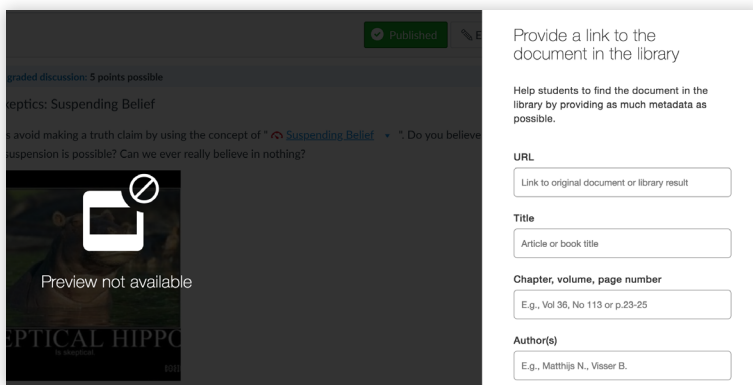 Published
E
graded discussion: 5 points possible
keptics: Suspending Belief
s avoid making a truth claim by using the concept of " Suspending Belief ". Do you believe
suspension is possible? Can we ever really believe in nothing?
Preview not available
EPTICAL HIPPO
is skeptical.
Provide a link to the
document in the library
Help students to find the document in the
library by providing as much metadata as
possible.
URL
Link to original document or library result
Title
Article or book title
Chapter, volume, page number
E.g., Vol 36, No 113 or p.23-25
Author(s)
E.g., Matthijs N., Visser B.